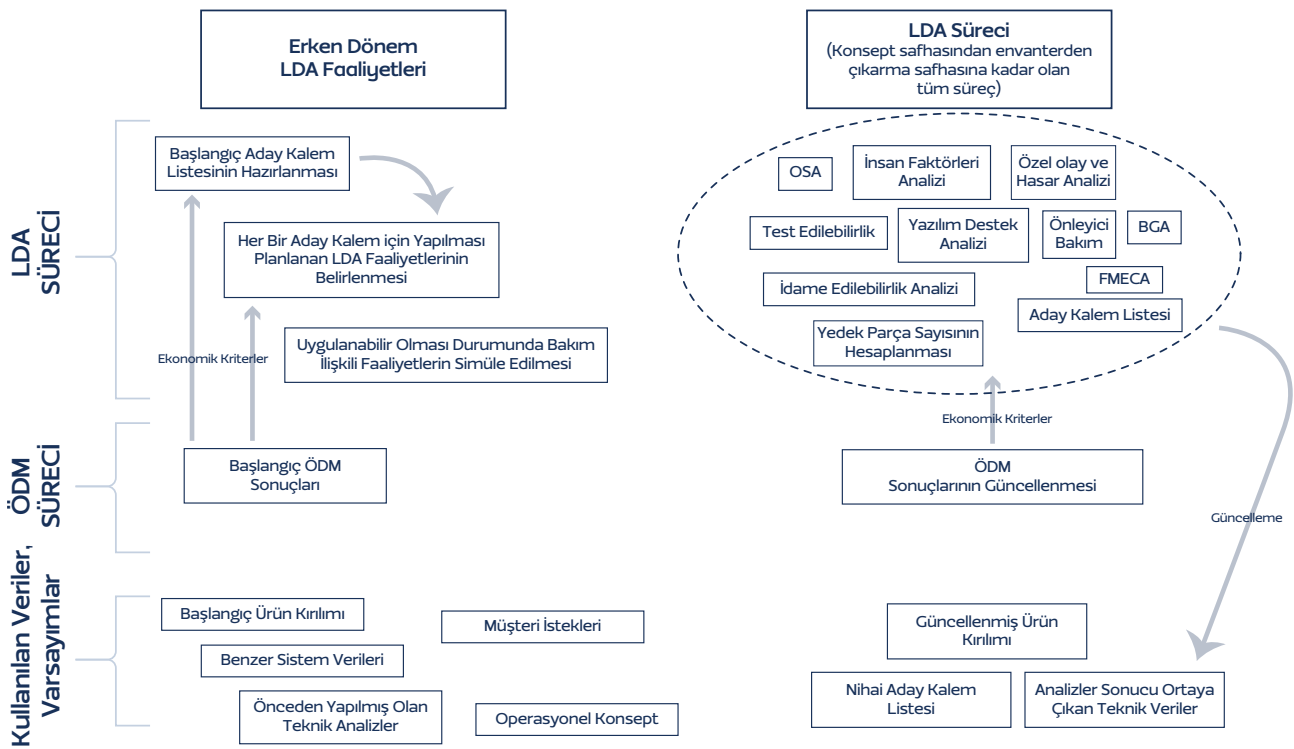 Erken Dönem
LDA Faaliyetleri
LDA Süreci
(Konsept safhasından envanterden
çıkarma safhasına kadar olan
tüm süreç)
LDA
SÜRECİ
Başlangıç Aday Kalem
Listesinin Hazırlanması
Her Bir Aday Kalem için Yapılması
Planlanan LDA Faaliyetlerinin
Belirlenmesi
Uygulanabilir Olması Durumunda Bakım
İlişkili Faaliyetlerin Simüle Edilmesi
Ekonomik Kriterler
OSA
İnsan Faktörleri
Analizi
Özel olay ve
Hasar Analizi
Test Edilebilirlik
Yazılım Destek
Analizi
Önleyici
Bakım
BGA
İdame Edilebilirlik Analizi
FMECA
Aday Kalem Listesi
Yedek Parça Sayısının
Hesaplanması
Ekonomik Kriterler
ÖDM
SÜRECİ
Başlangıç ÖDM
Sonuçları
ÖDM
Sonuçlarının Güncellenmesi
Güncelleme
Kullanılan Veriler,
Varsayımlar
Başlangıç Ürün Kırılımı
Müşteri İstekleri
Benzer Sistem Verileri
Önceden Yapılmış Olan
Teknik Analizler
Operasyonel Konsept
Güncellenmiş Ürün
Kırılımı
Nihai Aday Kalem
Listesi
Analizler Sonucu Ortaya
Çıkan Teknik Veriler